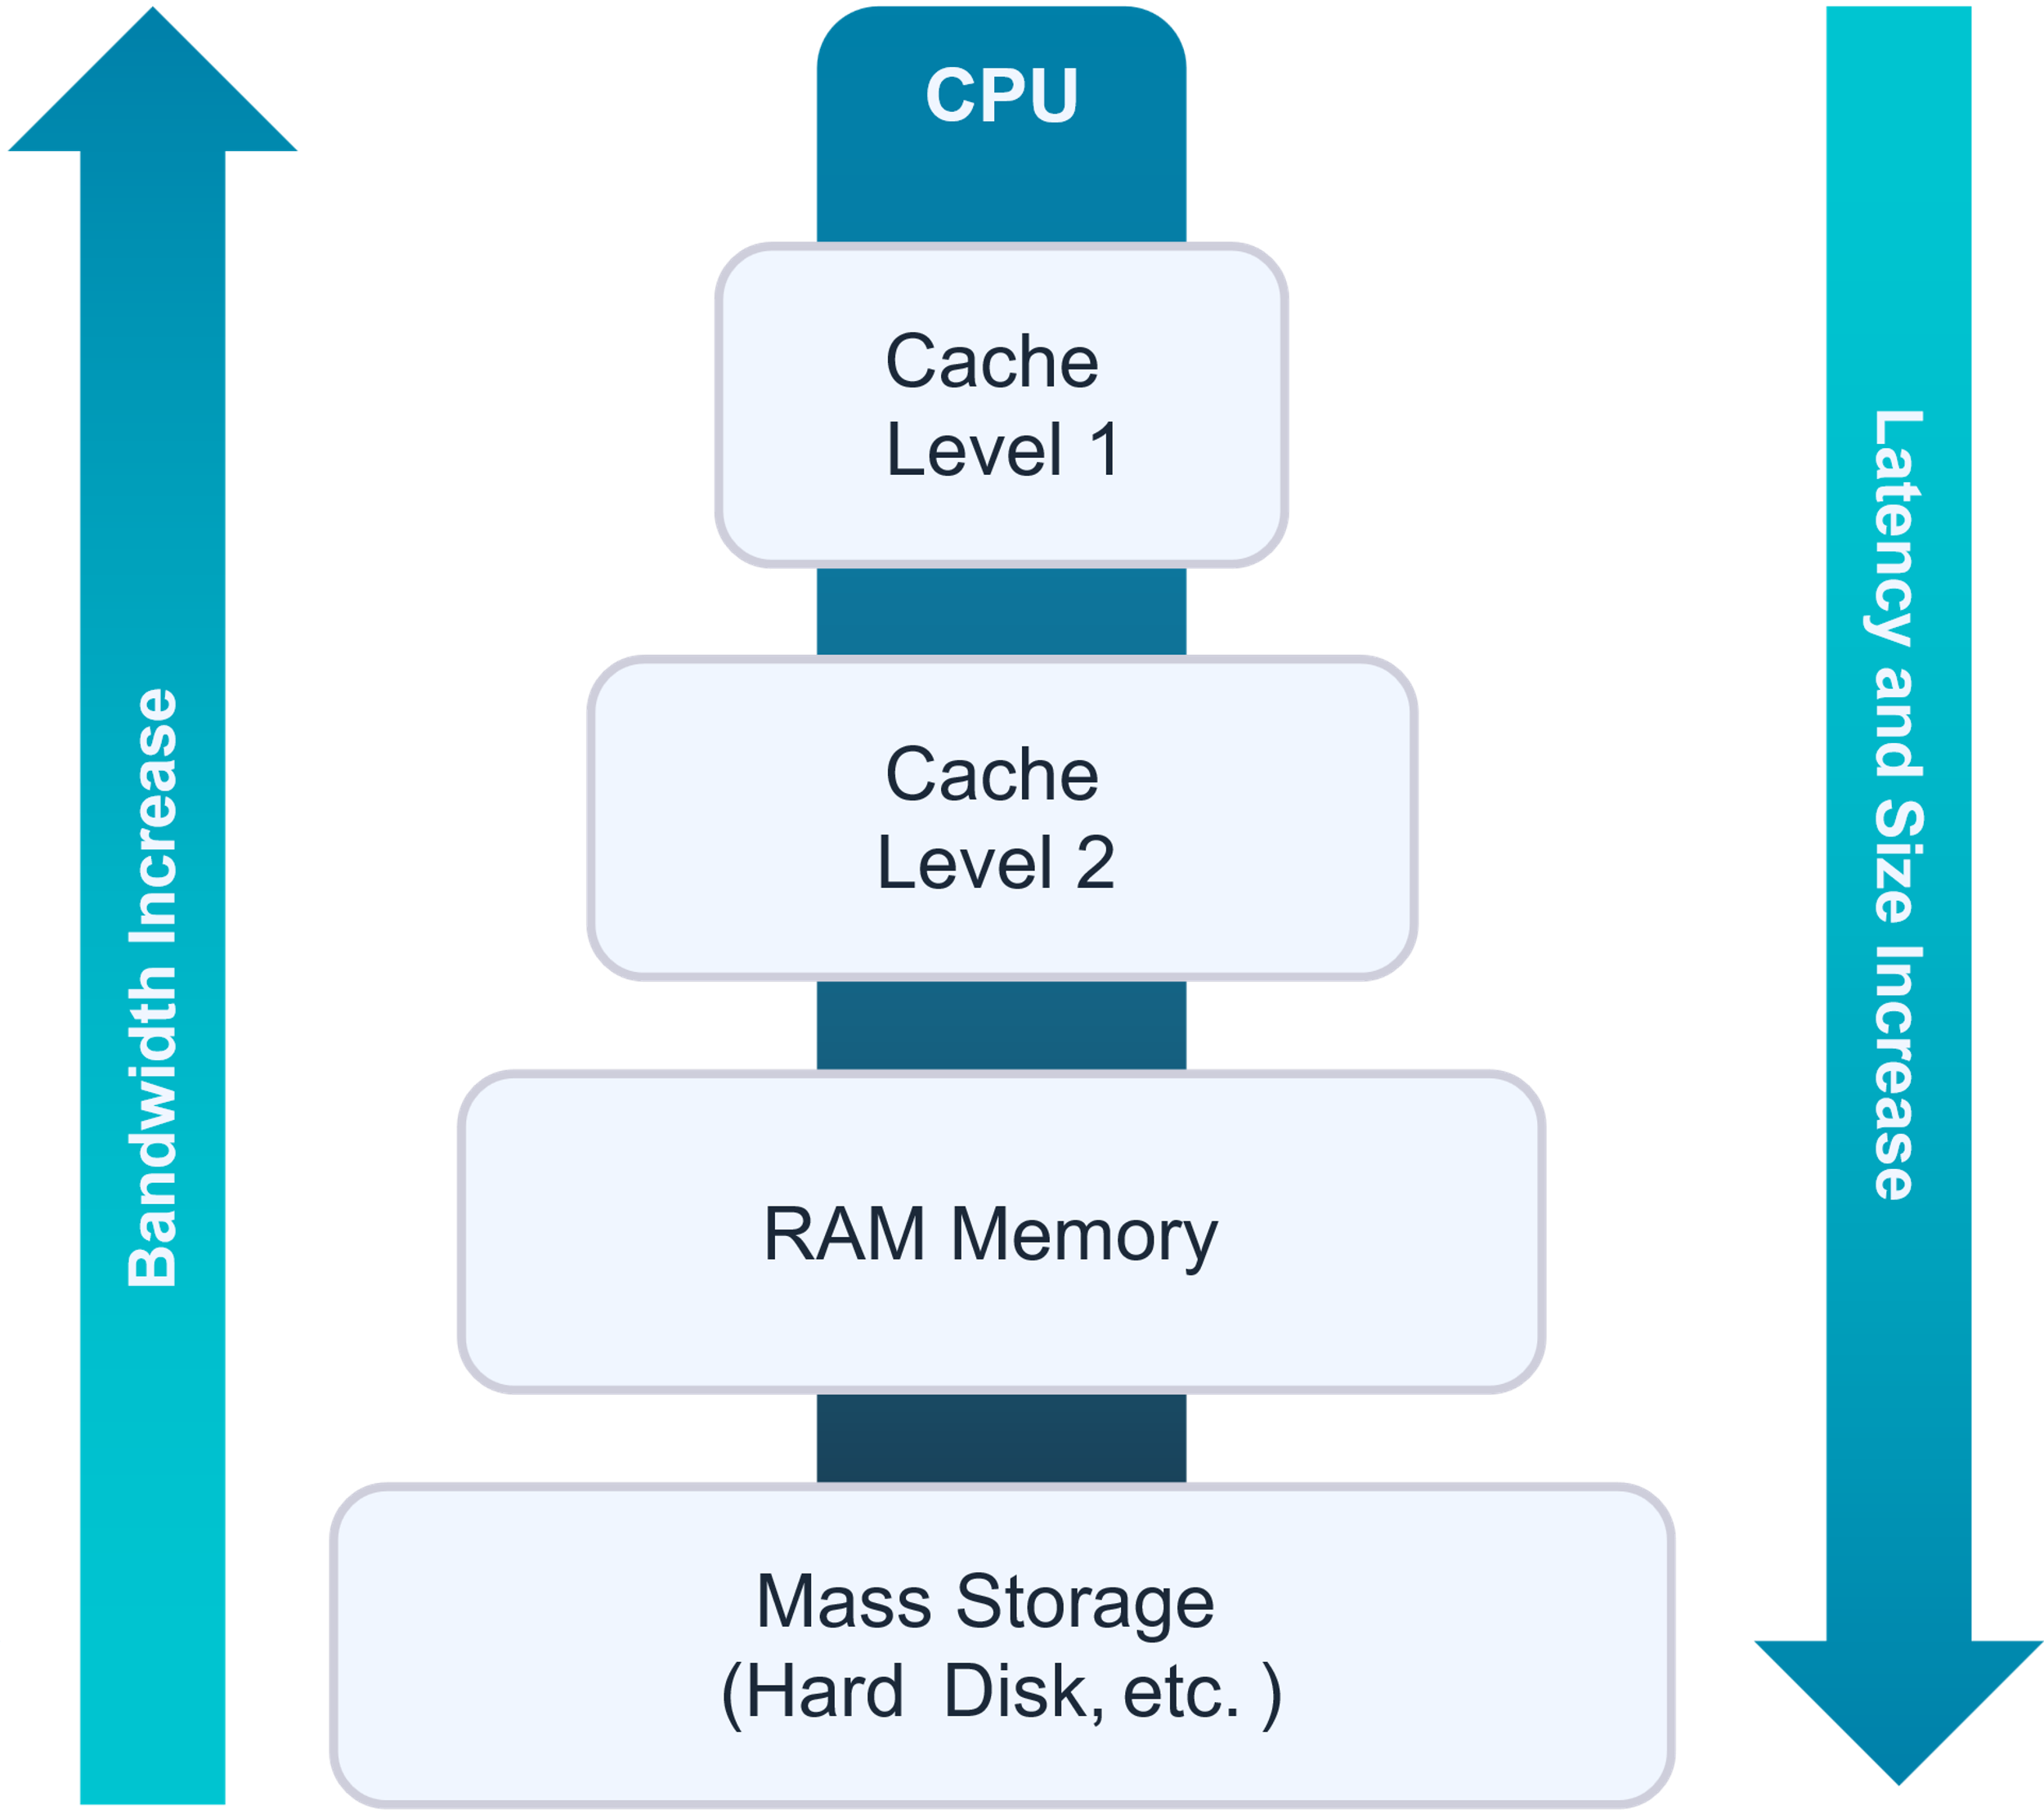 CPU
Cache
Level 1
Cache
Level 2
RAM Memory
Mass Storage
(Hard Disk, etc. )
Bandwidth Increase
Latency and Size Increase